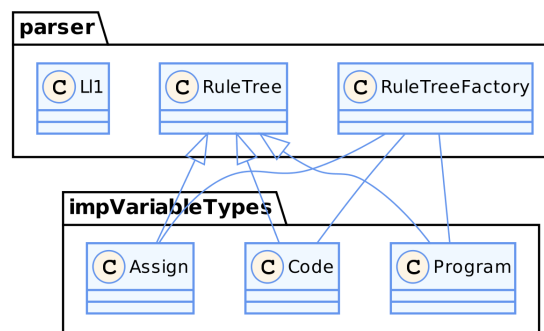 parser
C Ll1
C RuleTree
C RuleTreeFactory
impVariableTypes
C Assign
C Code
C Program